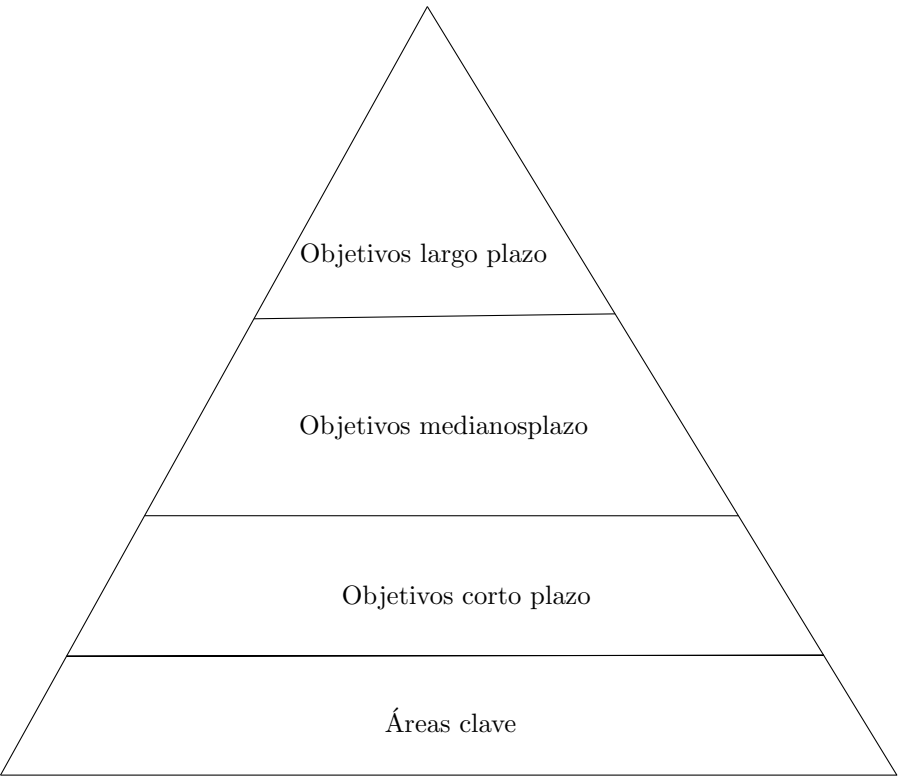 Objetivos largo plazo
Objetivos medianosplazo
Objetivos corto plazo
Áreas clave